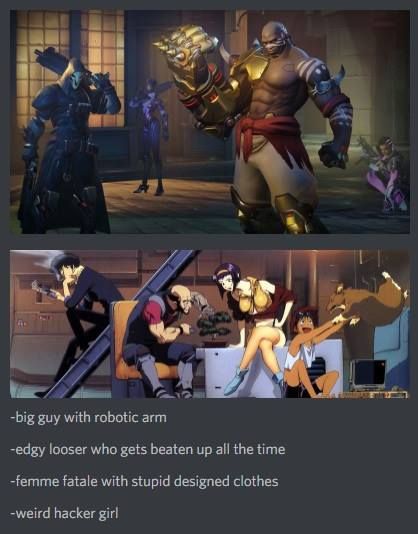 -big guy with robotic arm
-edgy looser who gets beaten up all the time
-femme fatale with stupid designed clothes
-weird hacker girl